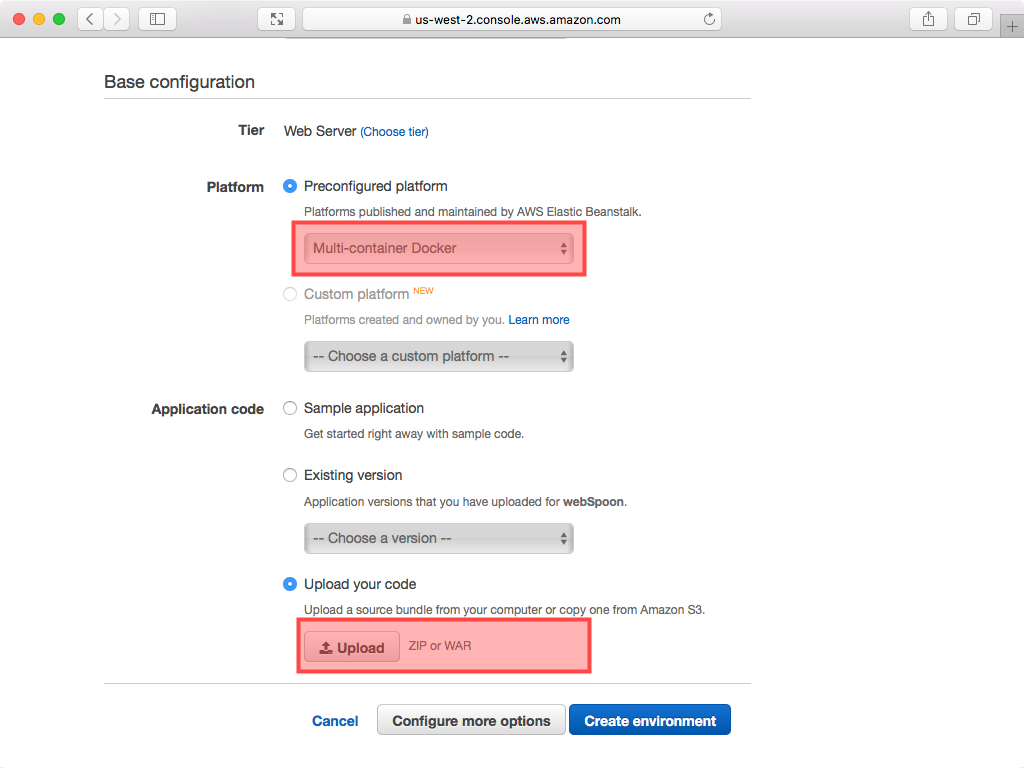 us-west-2.console.aws.amazon.com
Base configuration
Tier Web Server (Choose tier)
Platform Preconfigured platform
Platforms published and maintained by AWS Elastic Beanstalk.
Multi-container Docker
Custom platform NEW
Platforms created and owned by you. Learn more
-- Choose a custom platform --
Application code Sample application
Get started right away with sample code.
Existing version
Application versions that you have uploaded for webSpoon.
-- Choose a version --
Upload your code
Upload a source bundle from your computer or copy one from Amazon S3.
Upload ZIP or WAR
Cancel Configure more options Create environment